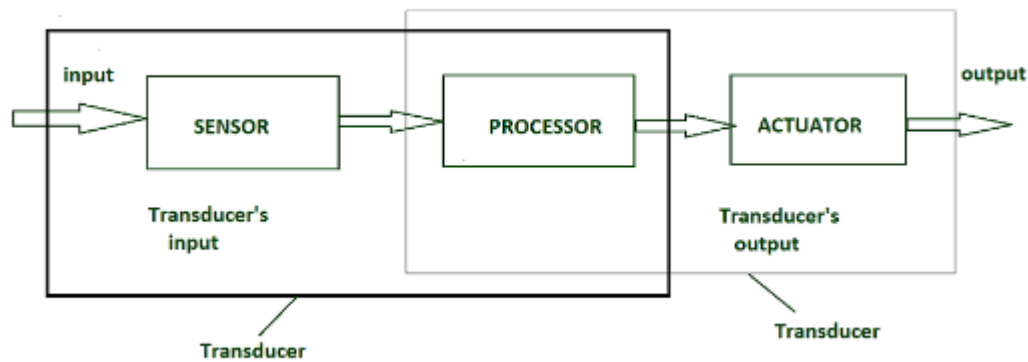 input
output
SENSOR
PROCESSOR
ACTUATOR
Transducer's
input
Transducer's
output
Transducer
Transducer